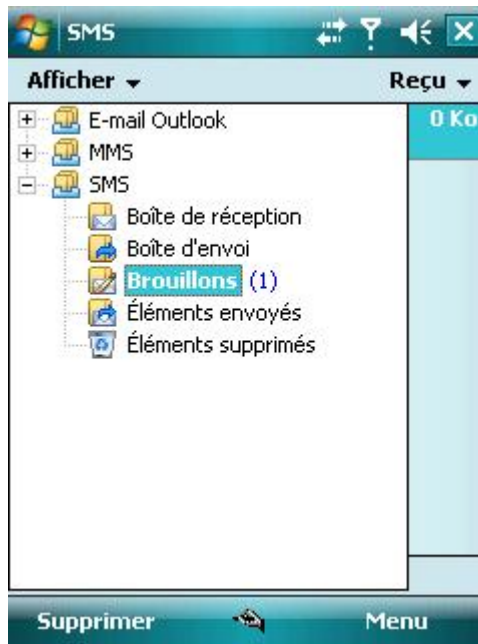 SMS
Afficher Reçu
E-mail Outlook 0 Ko
MMS
SMS
Boîte de réception
Boîte d'envoi
Brouillons (1)
Éléments envoyés
Éléments supprimés
Supprimer Menu